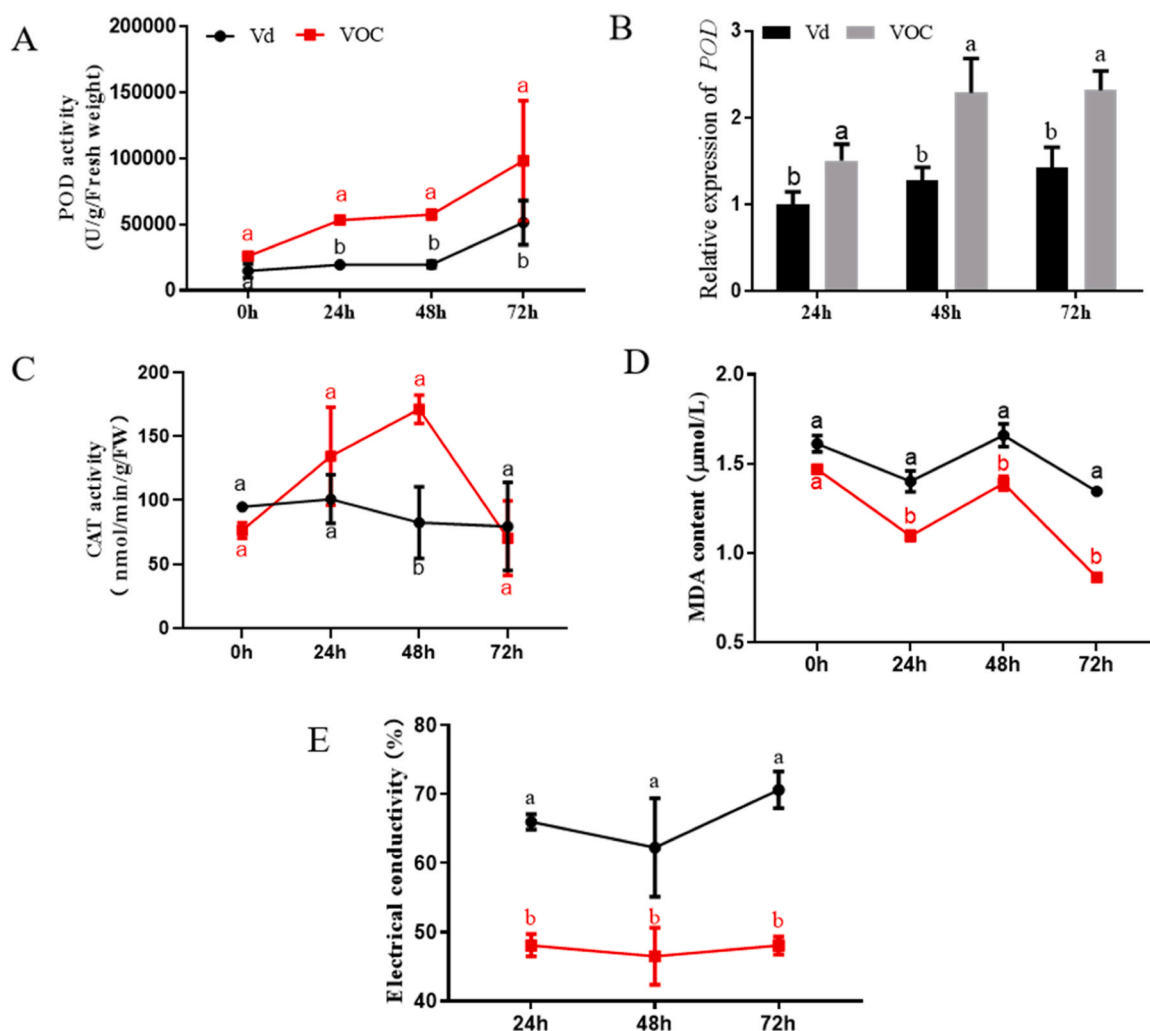 A
Vd VOC
POD activity
(U/g/Fresh weight)
200000
150000
100000
50000
0
a a a a
a b b b
0h 24h 48h 72h
B
Vd VOC
Relative expression of POD
3
2
1
0
b a b a b a
24h 48h 72h
C
CAT activity
(nmol/min/g/FW)
200
150
100
50
0
a a a a
a a b a
0h 24h 48h 72h
D
MDA content (μmol/L)
2.0
1.5
1.0
0.5
a a a a
a b b b
0h 24h 48h 72h
E
Electrical conductivity (%)
80
70
60
50
40
a a a
b b b
24h 48h 72h